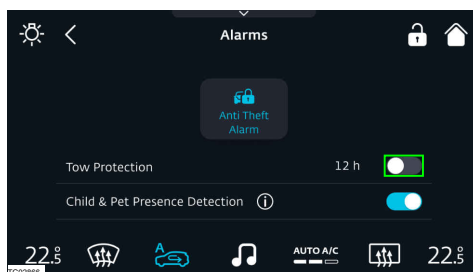 Alarms
Anti Theft
Alarm
Tow Protection 12 h
Child & Pet Presence Detection i
22.5° A AUTO A/C 22.5°